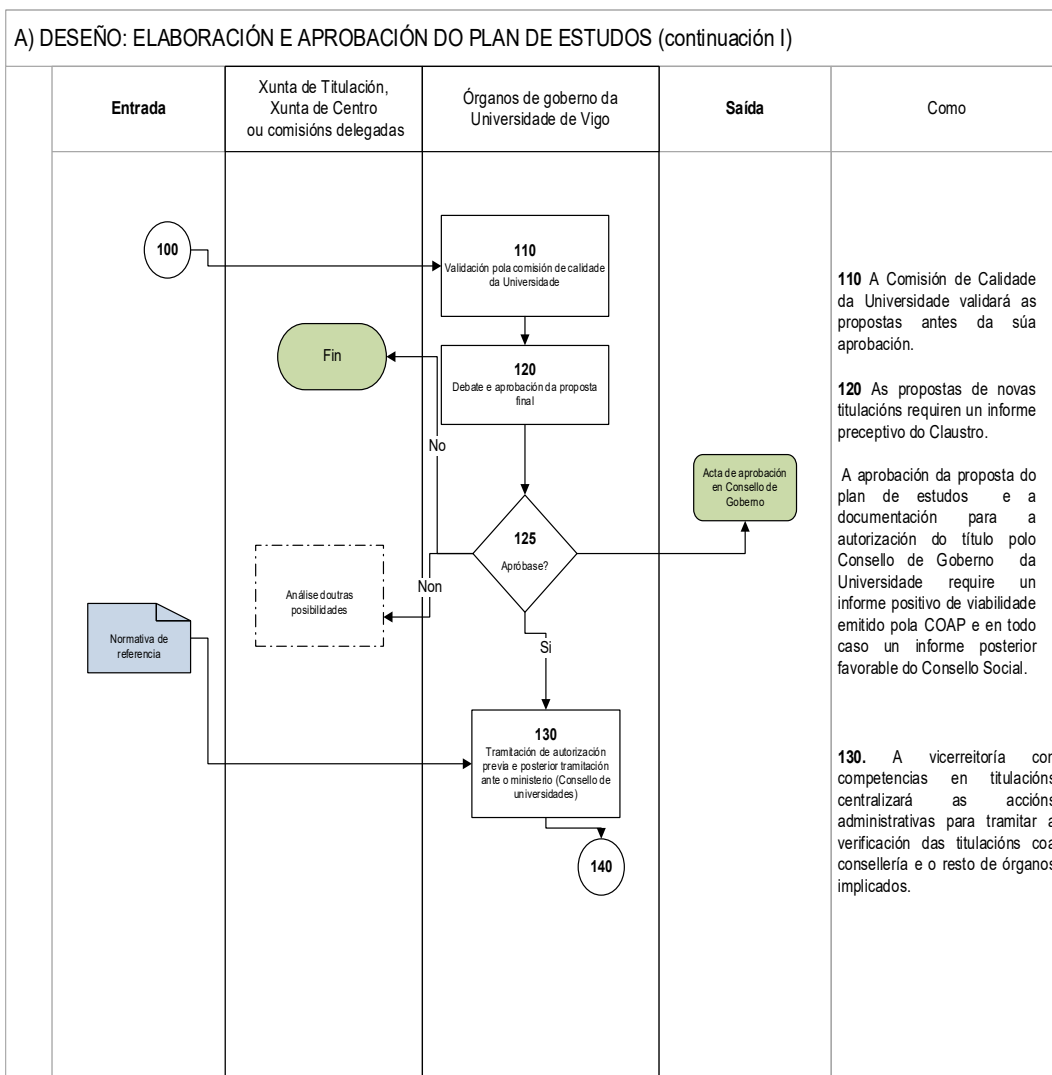 A) DESEÑO: ELABORACIÓN E APROBACIÓN DO PLAN DE ESTUDOS (continuación I)
Entrada
Xunta de Titulación,
Xunta de Centro
ou comisións delegadas
Órganos de goberno da
Universidade de Vigo
Saída
Como
100
110
Validación pola comisión de calidade
da Universidade
Fin
120
Debate e aprobación da proposta
final
No
Acta de aprobación
en Consello de
Goberno
125
Apróbase?
Non
Análise doutras
posibilidades
Normativa de
referencia
Si
130
Tramitación de autorización
previa e posterior tramitación
ante o ministerio (Consello de
universidades)
140
110 A Comisión de Calidade
da Universidade validará as
propostas antes da súa
aprobación.
120 As propostas de novas
titulacións requiren un informe
preceptivo do Claustro.
A aprobación da proposta do
plan de estudos e a
documentación para a
autorización do título polo
Consello de Goberno da
Universidade require un
informe positivo de viabilidade
emitido pola COAP e en todo
caso un informe posterior
favorable do Consello Social.
130. A vicerreitoría con
competencias en titulacións
centralizará as accións
administrativas para tramitar a
verificación das titulacións coa
consellería e o resto de órganos
implicados.